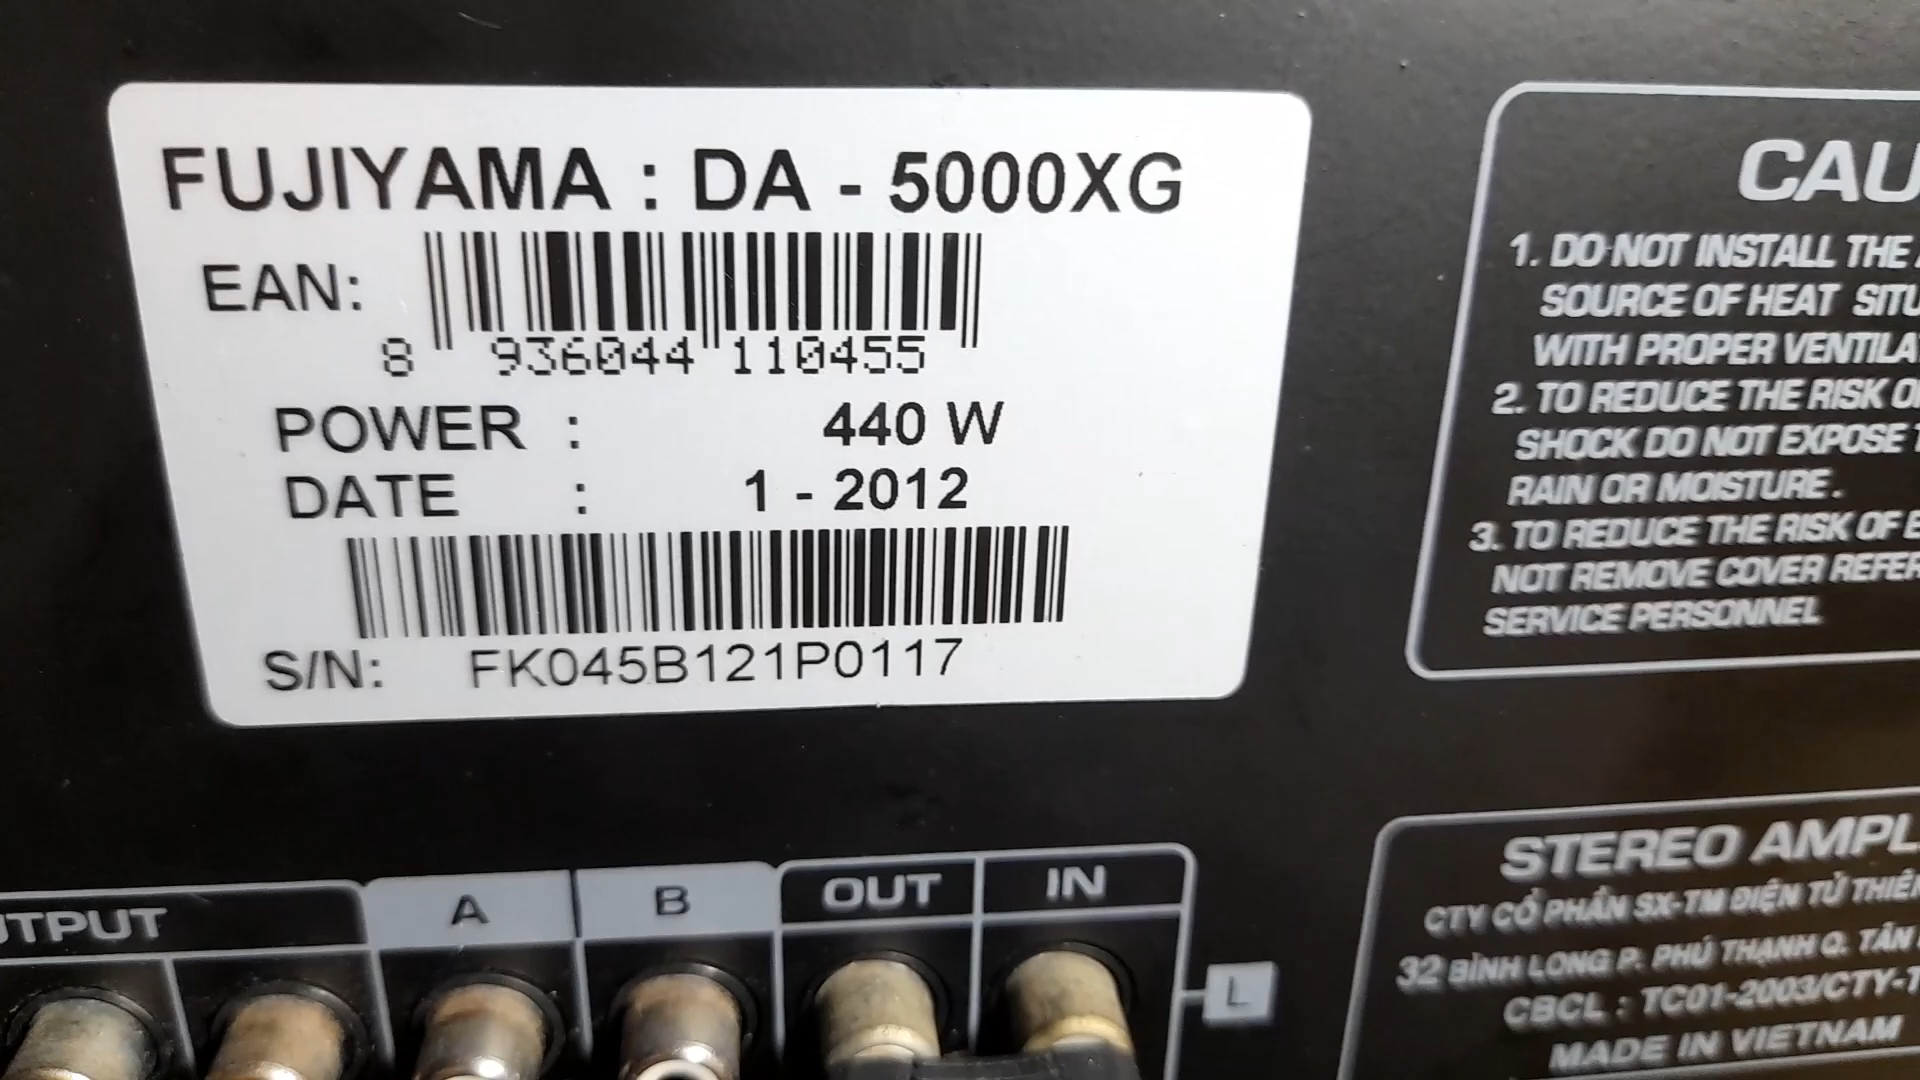 FUJIYAMA : DA - 5000XG
EAN:
8 936044 110455
POWER : 440 W
DATE : 1 - 2012
S/N: FK045B121P0117
1. DO NOT INSTALL THE
SOURCE OF HEAT SITU
WITH PROPER VENTILA
2. TO REDUCE THE RISK O
SHOCK DO NOT EXPOSE
RAIN OR MOISTURE.
3. TO REDUCE THE RISK OF E
NOT REMOVE COVER REFER
SERVICE PERSONNEL
CAU
UTPUT A B OUT IN
L
STEREO AMPL
CTY CỔ PHẦN SX-TM ĐIỆN TỬ THIÊ
32 BÌNH LONG P. PHÚ THẠNH Q. TÂN
CBCL : TC01-2003/CTY-T
MADE IN VIETNAM